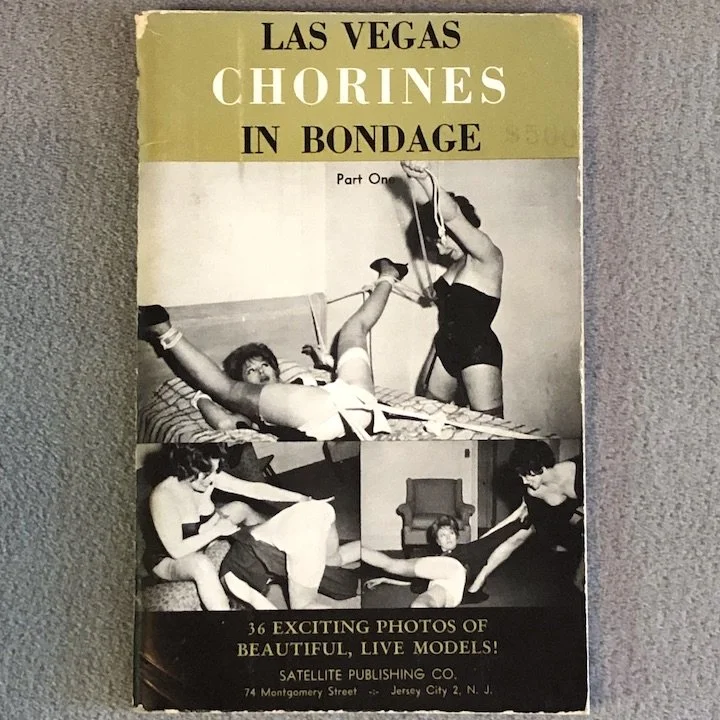 LAS VEGAS
CHORINES
IN BONDAGE
Part One
36 EXCITING PHOTOS OF
BEAUTIFUL, LIVE MODELS!
SATELLITE PUBLISHING CO.
74 Montgomery Street -:- Jersey City 2, N. J.